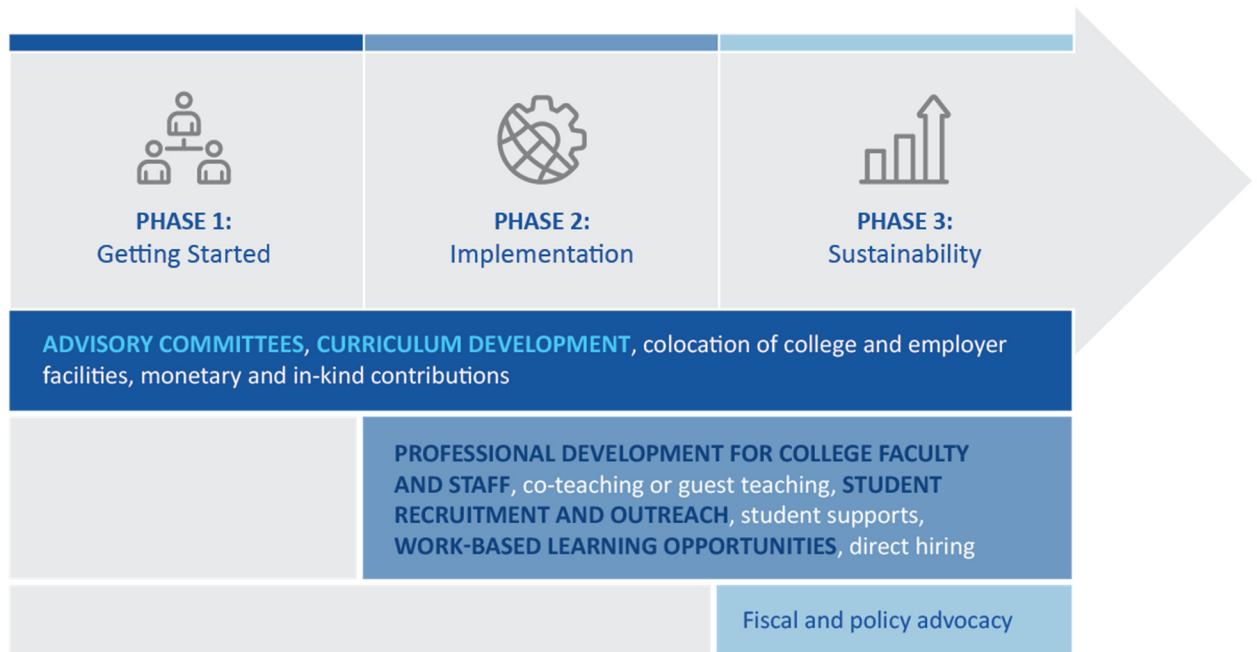 PHASE 1:
Getting Started
PHASE 2:
Implementation
PHASE 3:
Sustainability
ADVISORY COMMITTEES, CURRICULUM DEVELOPMENT, colocation of college and employer
facilities, monetary and in-kind contributions
PROFESSIONAL DEVELOPMENT FOR COLLEGE FACULTY
AND STAFF, co-teaching or guest teaching, STUDENT
RECRUITMENT AND OUTREACH, student supports,
WORK-BASED LEARNING OPPORTUNITIES, direct hiring
Fiscal and policy advocacy